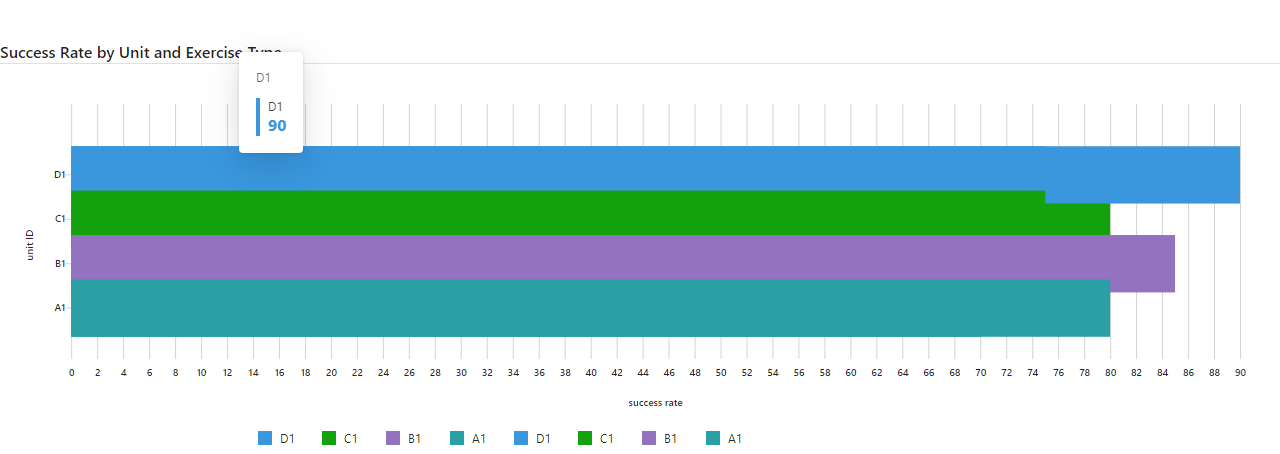 Success Rate by Unit and Exercise Type
D1
D1
90
D1
C1
B1
A1
unit ID
0 2 4 6 8 10 12 14 16 18 20 22 24 26 28 30 32 34 36 38 40 42 44 46 48 50 52 54 56 58 60 62 64 66 68 70 72 74 76 78 80 82 84 86 88 90
success rate
D1 C1 B1 A1 D1 C1 B1 A1